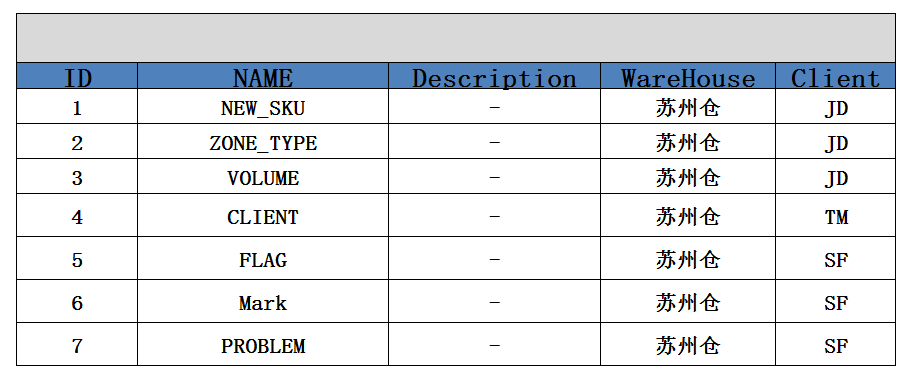 ID NAME Description WareHouse Client
1 NEW_SKU - 苏州仓 JD
2 ZONE_TYPE - 苏州仓 JD
3 VOLUME - 苏州仓 JD
4 CLIENT - 苏州仓 TM
5 FLAG - 苏州仓 SF
6 Mark - 苏州仓 SF
7 PROBLEM - 苏州仓 SF